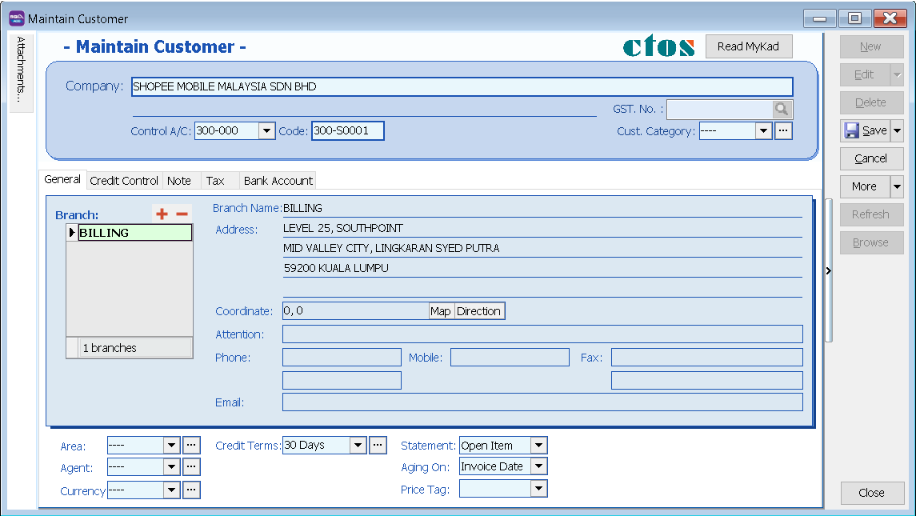 Maintain Customer
Attachments...
- Maintain Customer -
ctos
Read MyKad
Company: SHOPEE MOBILE MALAYSIA SDN BHD
GST. No. :
Control A/C: 300-000 Code: 300-S0001 Cust. Category: ---- ...
General Credit Control Note Tax Bank Account
Branch: + −
BILLING
1 branches
Branch Name: BILLING
Address: LEVEL 25, SOUTHPOINT
MID VALLEY CITY, LINGKARAN SYED PUTRA
59200 KUALA LUMPU
Coordinate: 0, 0 Map Direction
Attention:
Phone: Mobile: Fax:
Email:
Area: ---- ... Credit Terms: 30 Days ... Statement: Open Item
Agent: ---- ... Aging On: Invoice Date
Currency ---- ... Price Tag:
New
Edit
Delete
Save
Cancel
More
Refresh
Browse
Close